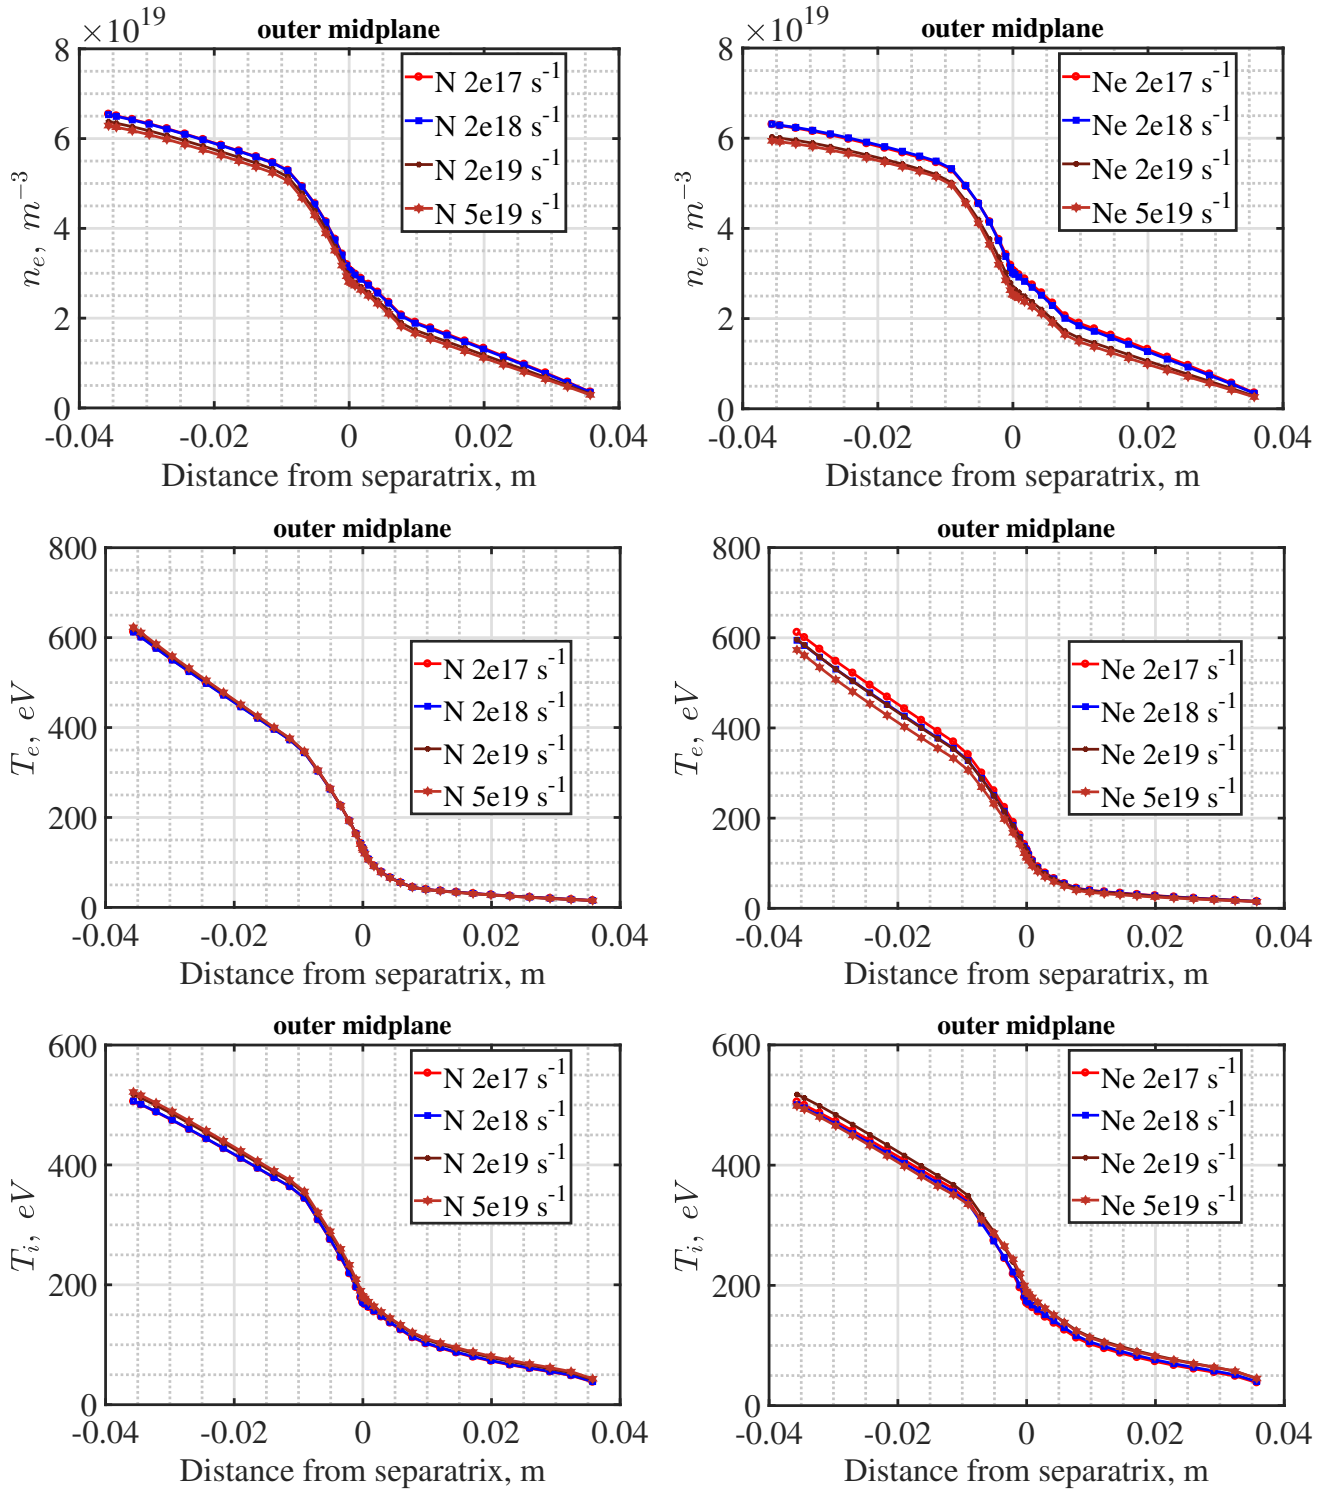 ×10^19
outer midplane
8
6
4
2
0
n_e, m^−3
N 2e17 s^-1
N 2e18 s^-1
N 2e19 s^-1
N 5e19 s^-1
-0.04 -0.02 0 0.02 0.04
Distance from separatrix, m
×10^19
outer midplane
8
6
4
2
0
n_e, m^−3
Ne 2e17 s^-1
Ne 2e18 s^-1
Ne 2e19 s^-1
Ne 5e19 s^-1
-0.04 -0.02 0 0.02 0.04
Distance from separatrix, m
outer midplane
800
600
400
200
0
T_e, eV
N 2e17 s^-1
N 2e18 s^-1
N 2e19 s^-1
N 5e19 s^-1
-0.04 -0.02 0 0.02 0.04
Distance from separatrix, m
outer midplane
800
600
400
200
0
T_e, eV
Ne 2e17 s^-1
Ne 2e18 s^-1
Ne 2e19 s^-1
Ne 5e19 s^-1
-0.04 -0.02 0 0.02 0.04
Distance from separatrix, m
outer midplane
600
400
200
0
T_i, eV
N 2e17 s^-1
N 2e18 s^-1
N 2e19 s^-1
N 5e19 s^-1
-0.04 -0.02 0 0.02 0.04
Distance from separatrix, m
outer midplane
600
400
200
0
T_i, eV
Ne 2e17 s^-1
Ne 2e18 s^-1
Ne 2e19 s^-1
Ne 5e19 s^-1
-0.04 -0.02 0 0.02 0.04
Distance from separatrix, m